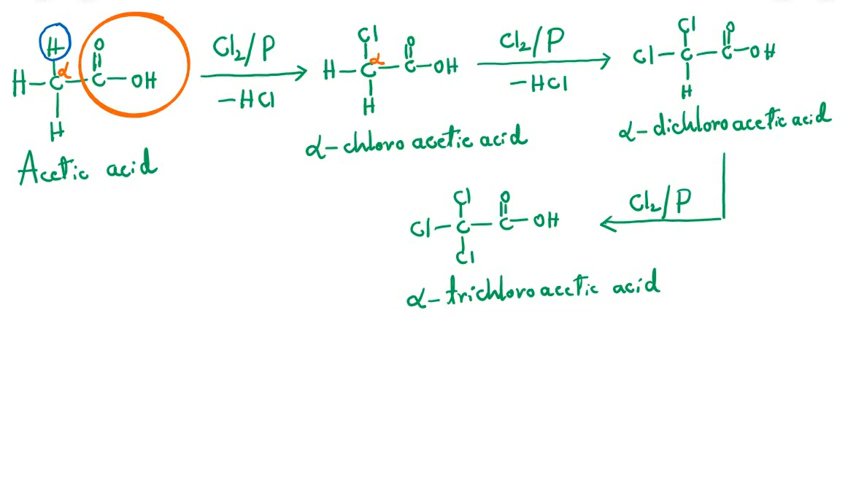 H
O
H–C α–C–OH
H
Acetic acid
Cl₂/P
–HCl
Cl
O
H–C α–C–OH
H
α–chloro acetic acid
Cl₂/P
–HCl
Cl
O
Cl–C–C–OH
H
α–dichloroacetic acid
Cl₂/P
Cl
O
Cl–C–C–OH
Cl
α–trichloroacetic acid